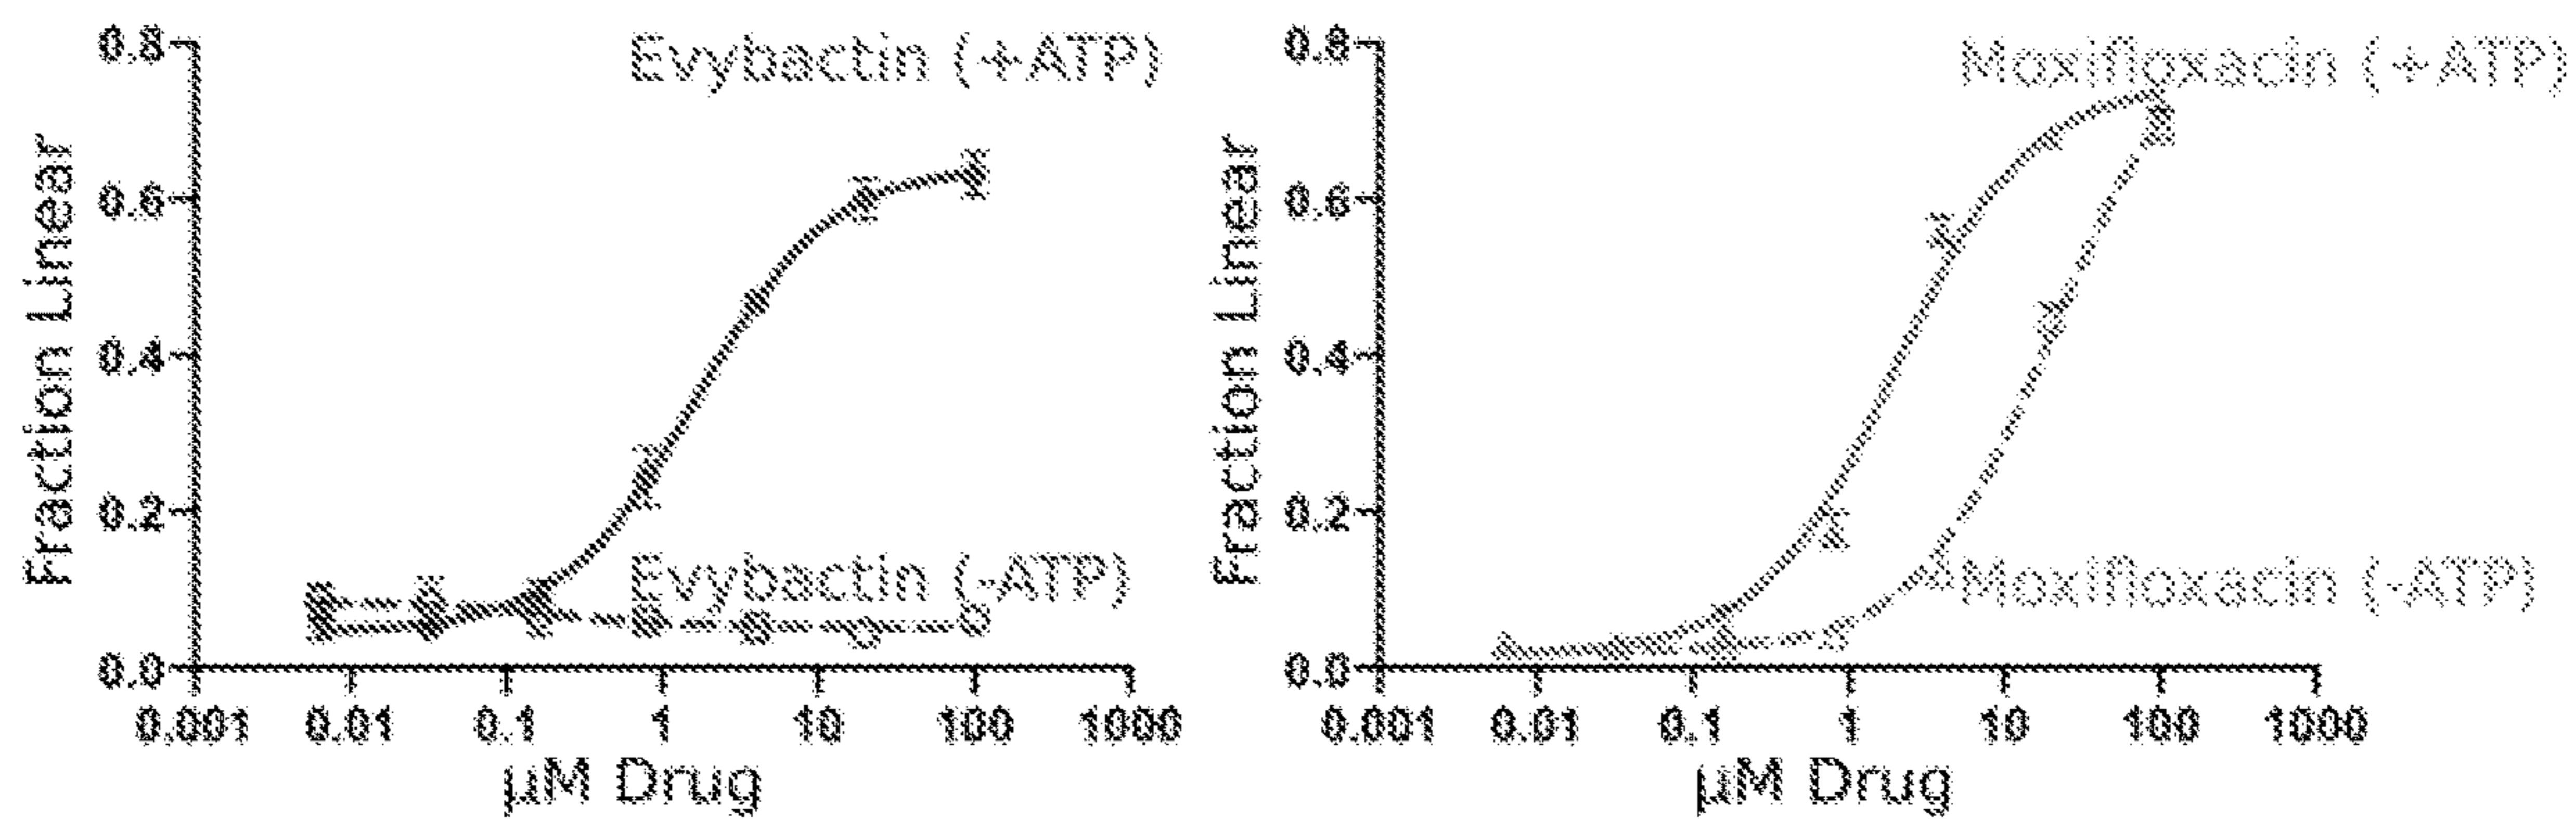 Evybactin (+ATP)
Fraction Linear
0.8
0.6
0.4
0.2
0.0
Evybactin (-ATP)
0.001 0.01 0.1 1 10 100 1000
µM Drug
Moxifloxacin (+ATP)
Fraction Linear
0.8
0.6
0.4
0.2
0.0
Moxifloxacin (-ATP)
0.001 0.01 0.1 1 10 100 1000
µM Drug